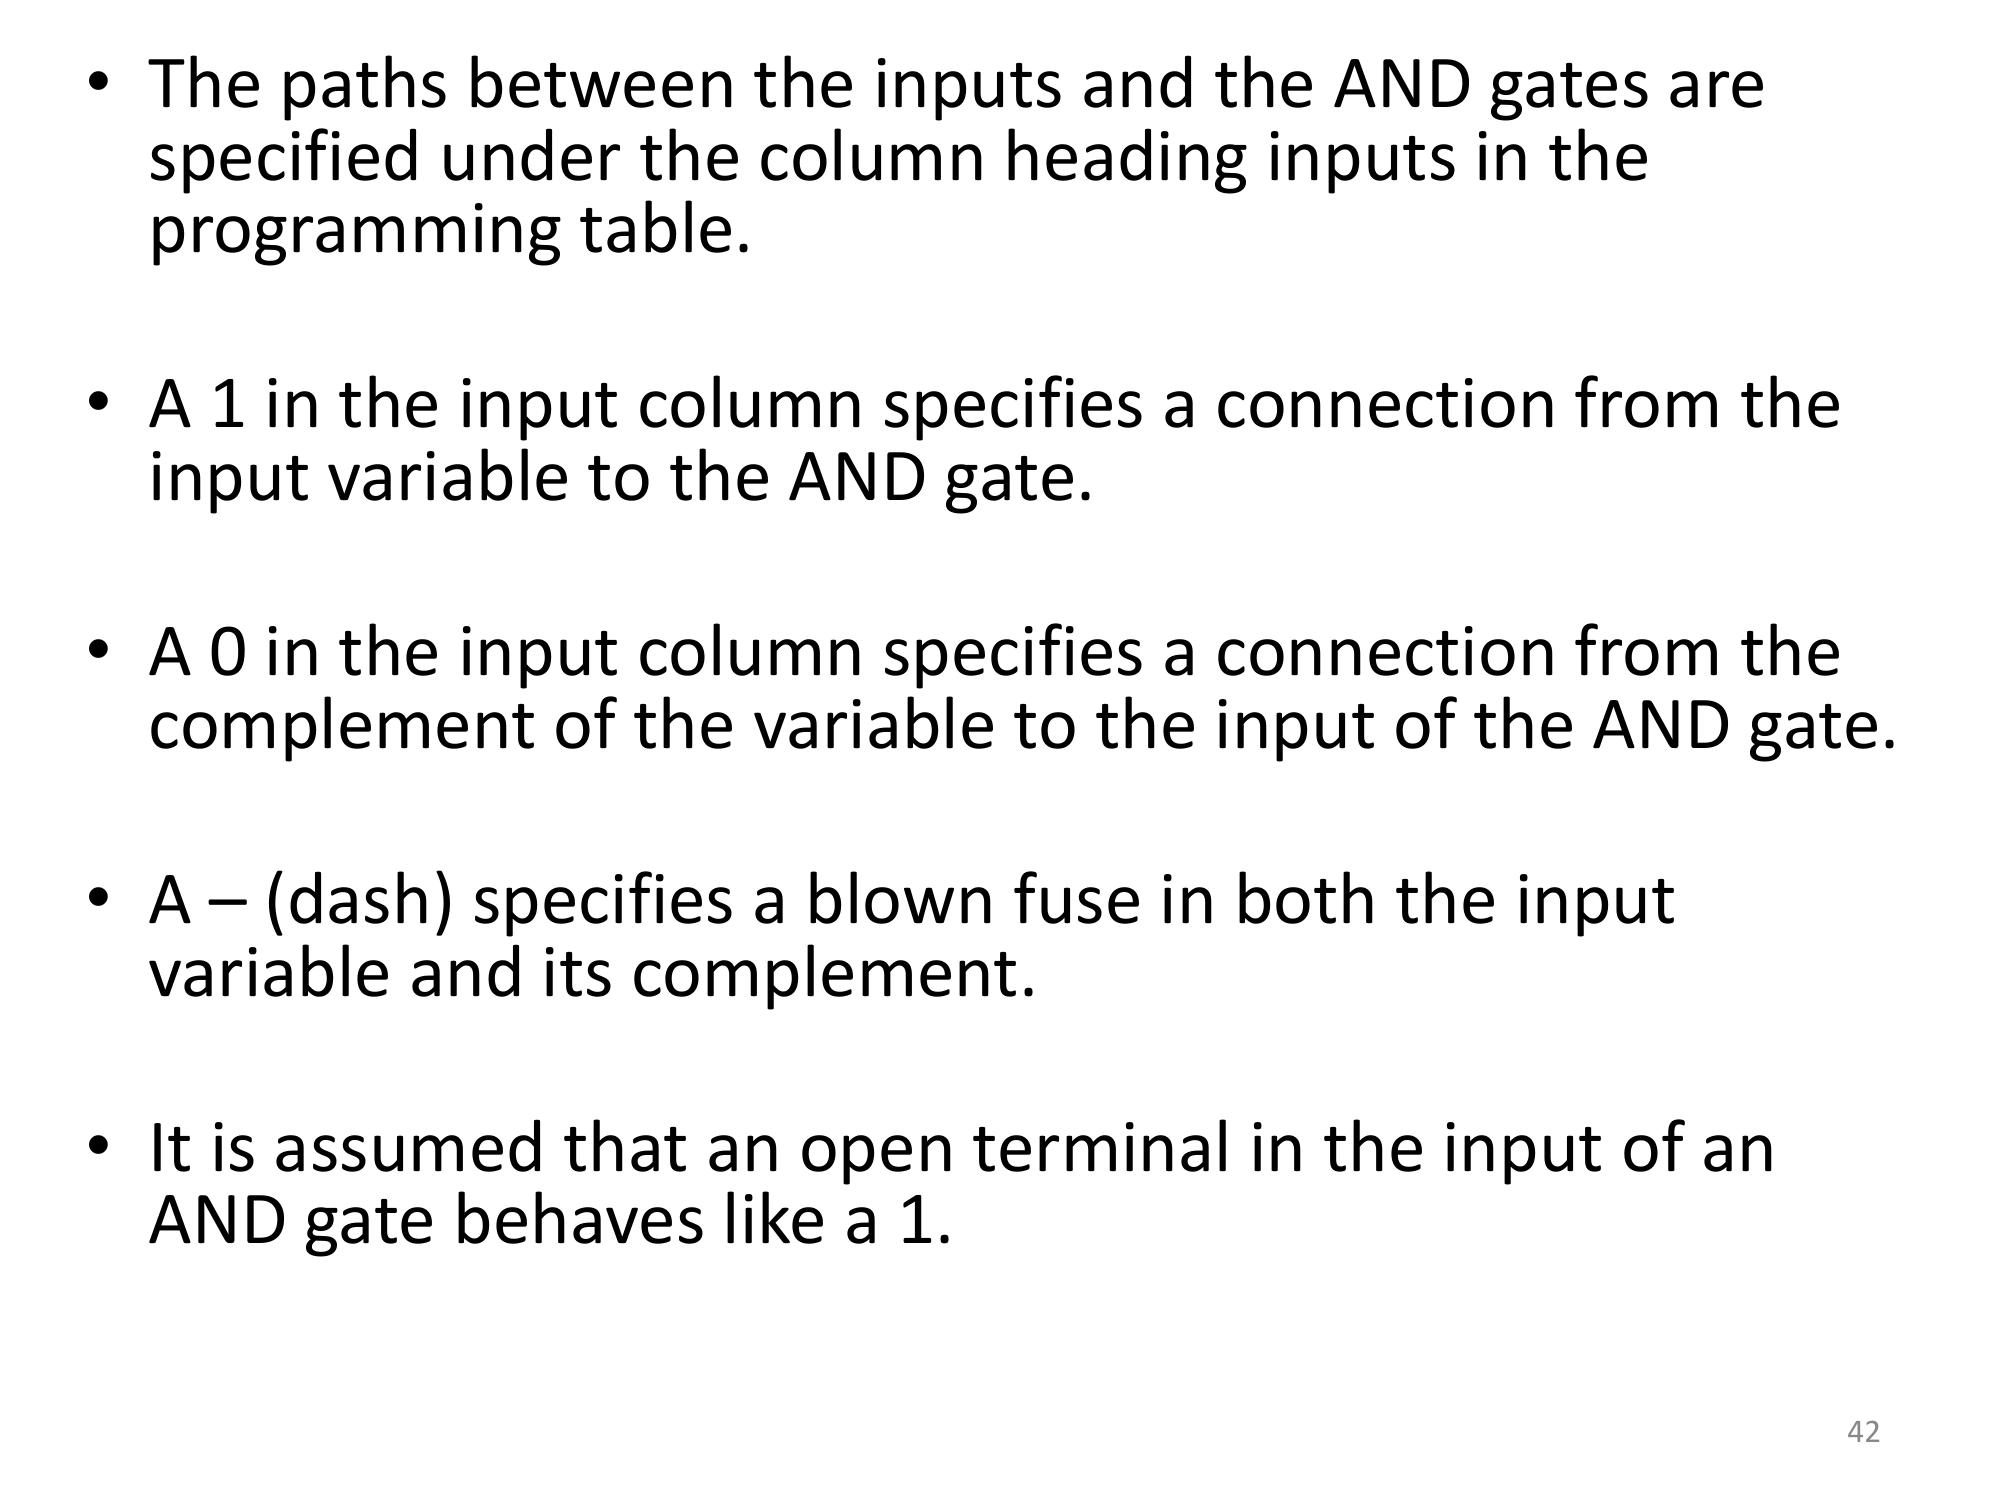 • The paths between the inputs and the AND gates are
specified under the column heading inputs in the
programming table.
• A 1 in the input column specifies a connection from the
input variable to the AND gate.
• A 0 in the input column specifies a connection from the
complement of the variable to the input of the AND gate.
• A – (dash) specifies a blown fuse in both the input
variable and its complement.
• It is assumed that an open terminal in the input of an
AND gate behaves like a 1.
42